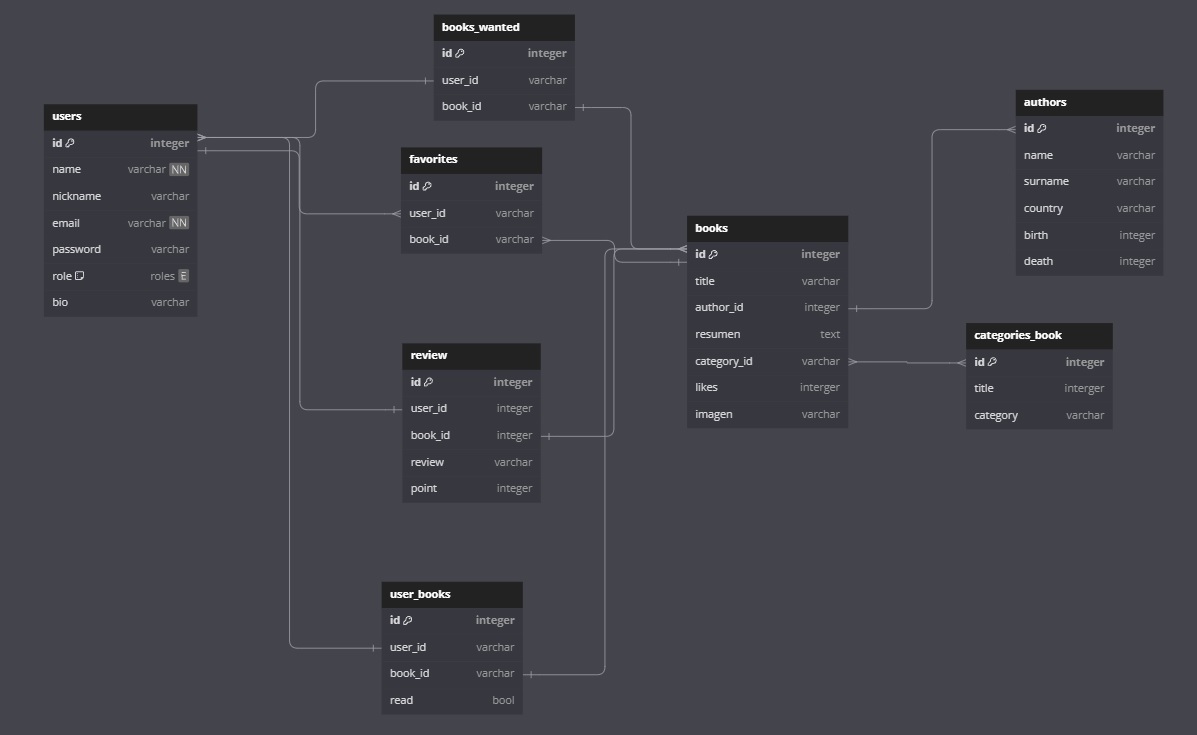 books_wanted
id integer
user_id varchar
book_id varchar
users
id integer
name varchar NN
nickname varchar
email varchar NN
password varchar
role roles E
bio varchar
favorites
id integer
user_id varchar
book_id varchar
review
id integer
user_id integer
book_id integer
review varchar
point integer
user_books
id integer
user_id varchar
book_id varchar
read bool
books
id integer
title varchar
author_id integer
resumen text
category_id varchar
likes interger
imagen varchar
authors
id integer
name varchar
surname varchar
country varchar
birth integer
death integer
categories_book
id integer
title interger
category varchar